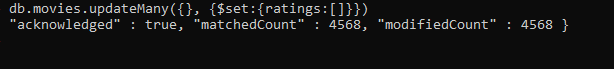 db.movies.updateMany({}, {$set:{ratings:[]}})
"acknowledged" : true, "matchedCount" : 4568, "modifiedCount" : 4568 }